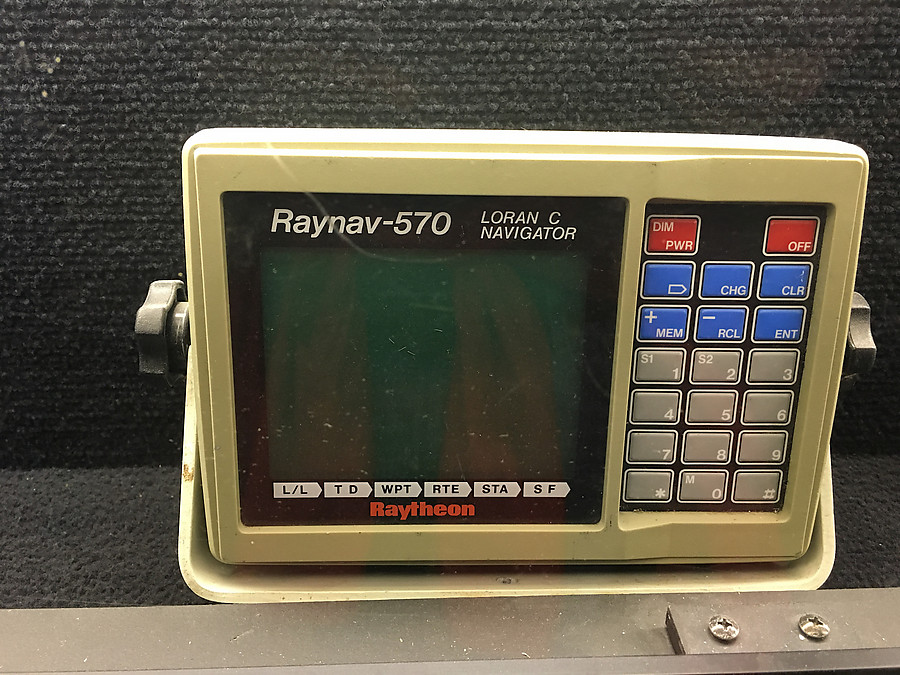 Raynav-570
LORAN C
NAVIGATOR
DIM
PWR
OFF
CHG
CLR
+
MEM
−
RCL
ENT
S1
1
S2
2
3
4
5
6
7
8
9
*
M
0
#
L/L
T D
WPT
RTE
STA
S F
Raytheon